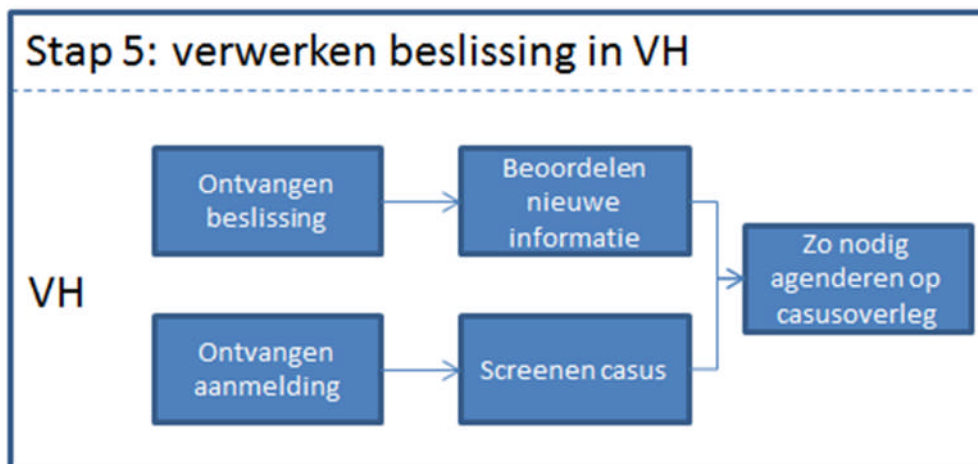 Stap 5: verwerken beslissing in VH
Ontvangen
beslissing
Beoordelen
nieuwe
informatie
Zo nodig
agenderen op
casusoverleg
VH
Ontvangen
aanmelding
Screenen casus